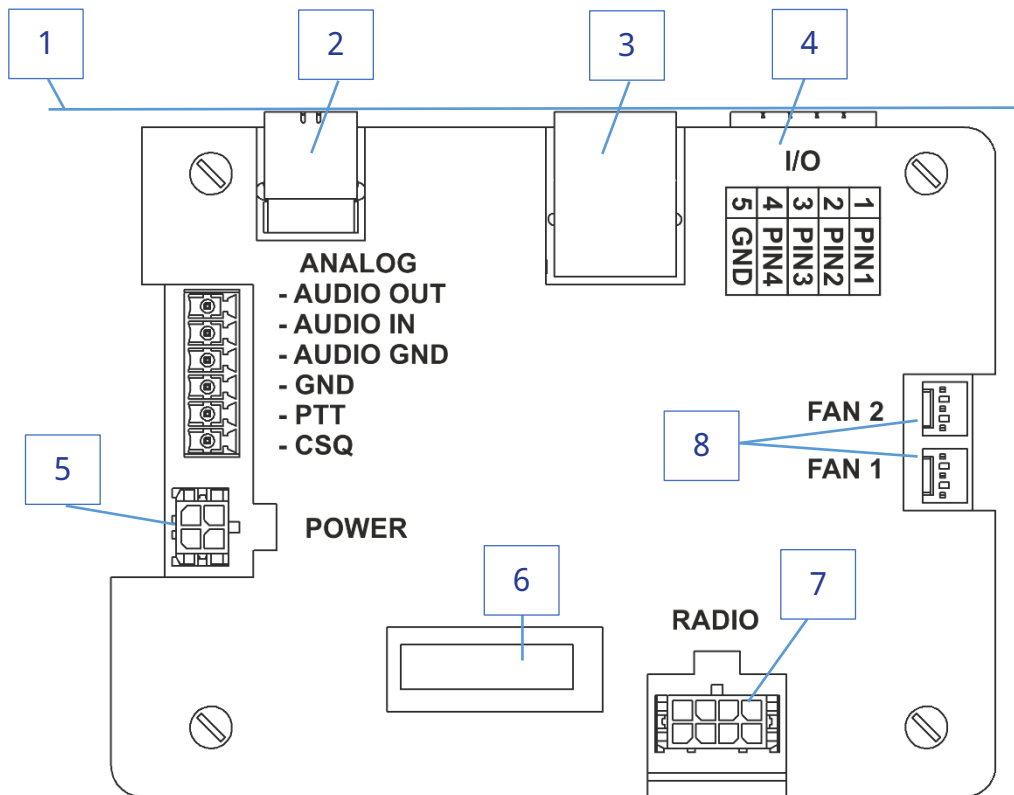 1
2
3
4
I/O
1 PIN1
2 PIN2
3 PIN3
4 PIN4
5 GND
ANALOG
- AUDIO OUT
- AUDIO IN
- AUDIO GND
- GND
- PTT
- CSQ
FAN 2
8
FAN 1
5
POWER
6
7
RADIO